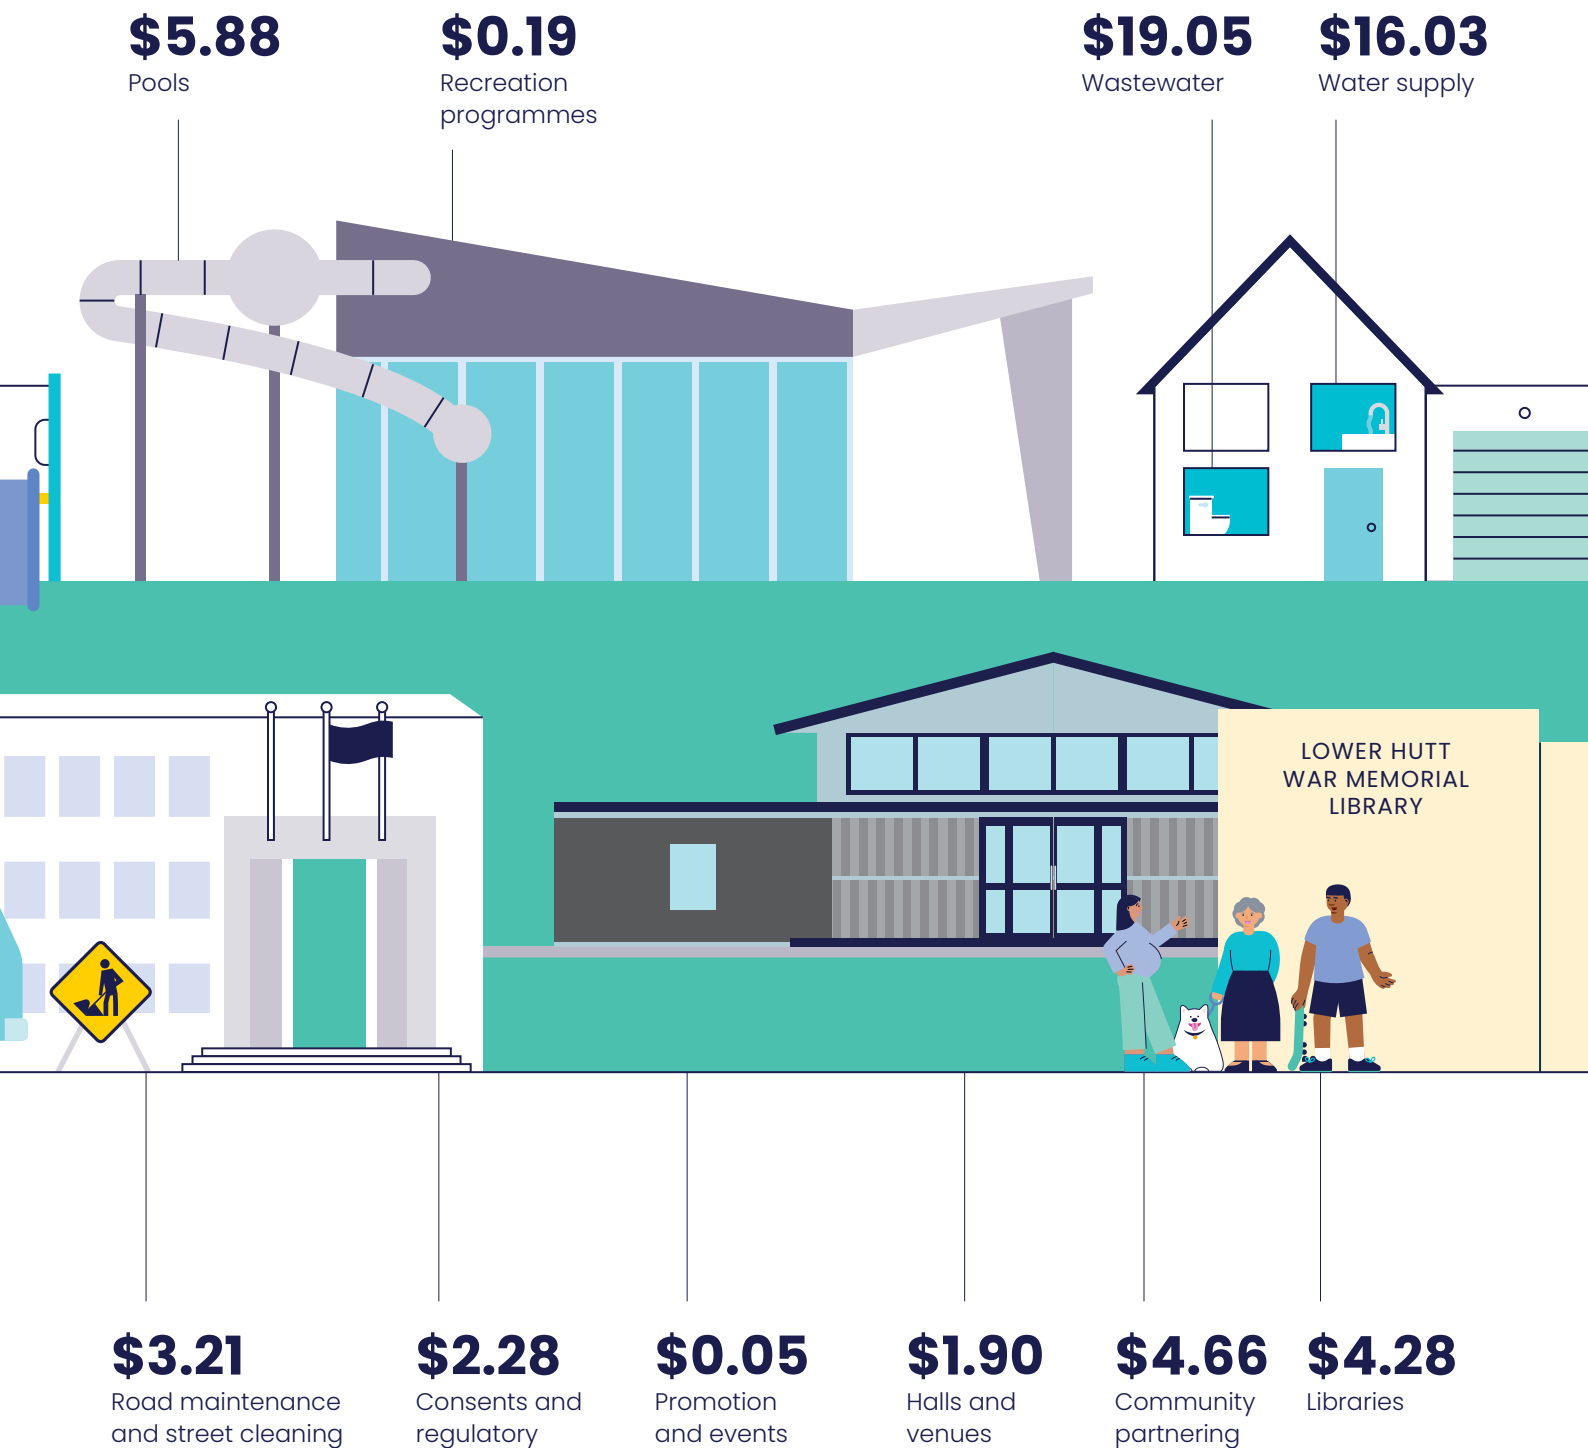 $5.88
Pools
$0.19
Recreation
programmes
$19.05
Wastewater
$16.03
Water supply
LOWER HUTT
WAR MEMORIAL
LIBRARY
$3.21
Road maintenance
and street cleaning
$2.28
Consents and
regulatory
$0.05
Promotion
and events
$1.90
Halls and
venues
$4.66
Community
partnering
$4.28
Libraries